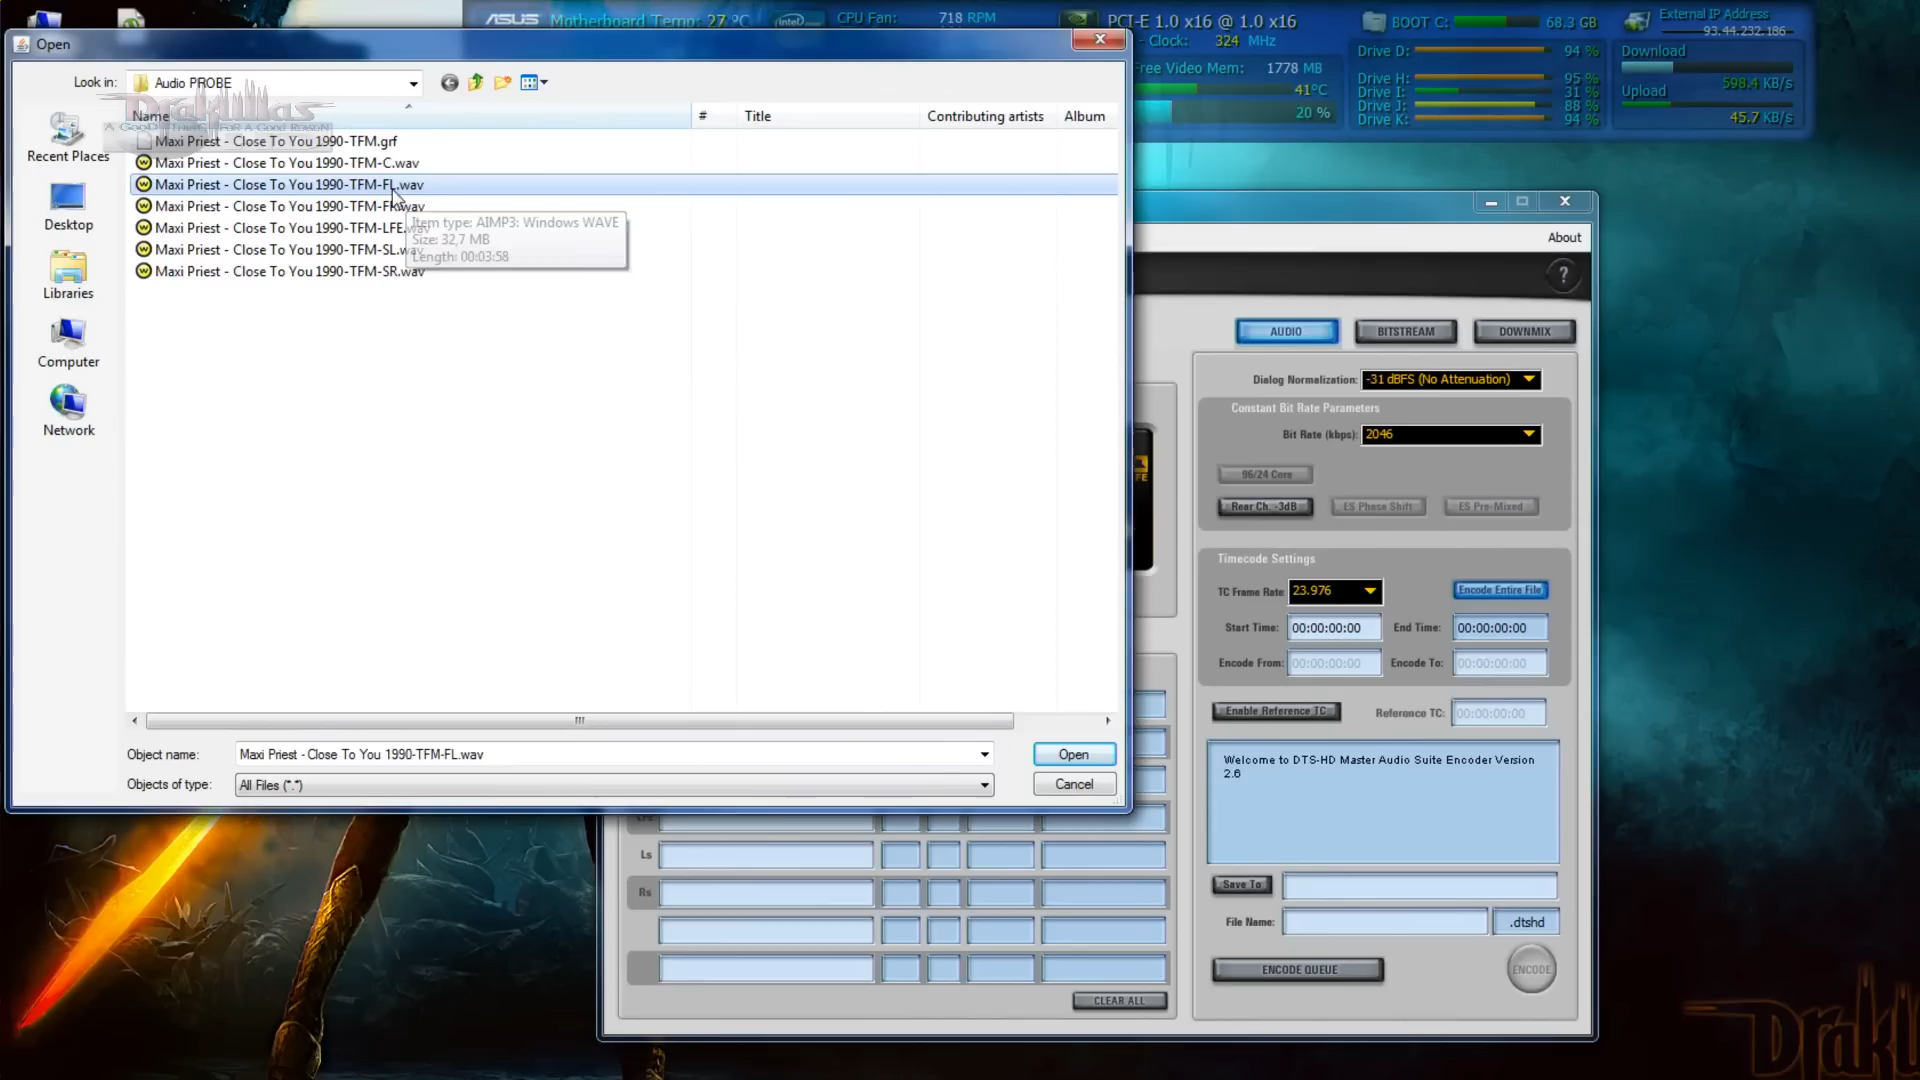 ASUS Motherboard Temp: 27 °C
intel CPU Fan: 718 RPM
PCI-E 1.0 x16 @ 1.0 x16
Clock: 324 MHz
Free Video Mem: 1778 MB
41°C
20 %
BOOT C: 68.3 GB
Drive D: 94 %
Drive H: 95 %
Drive I: 31 %
Drive J: 88 %
Drive K: 94 %
External IP Address
93.44.232.186
Download
598.4 KB/s
Upload
45.7 KB/s
Open
Look in: Audio PROBE
Drakullas
A GOOD THING FOR A GOOD REASON
Name # Title Contributing artists Album
Maxi Priest - Close To You 1990-TFM.grf
Maxi Priest - Close To You 1990-TFM-C.wav
Maxi Priest - Close To You 1990-TFM-FL.wav
Maxi Priest - Close To You 1990-TFM-FR.wav
Maxi Priest - Close To You 1990-TFM-LFE.wav
Maxi Priest - Close To You 1990-TFM-SL.wav
Maxi Priest - Close To You 1990-TFM-SR.wav
Item type: AIMP3: Windows WAVE
Size: 32,7 MB
Length: 00:03:58
Recent Places
Desktop
Libraries
Computer
Network
Object name: Maxi Priest - Close To You 1990-TFM-FL.wav Open
Objects of type: All Files (*.*) Cancel
About
?
AUDIO BITSTREAM DOWNMIX
Dialog Normalization: -31 dBFS (No Attenuation)
Constant Bit Rate Parameters
Bit Rate (kbps): 2046
96/24 Core
Rear Ch. -3dB ES Phase Shift ES Pre-Mixed
Timecode Settings
TC Frame Rate: 23.976 Encode Entire File
Start Time: 00:00:00:00 End Time: 00:00:00:00
Encode From: 00:00:00:00 Encode To: 00:00:00:00
Enable Reference TC Reference TC: 00:00:00:00
Welcome to DTS-HD Master Audio Suite Encoder Version
2.6
Save To
File Name: .dtshd
ENCODE QUEUE ENCODE
Ls
Rs
CLEAR ALL